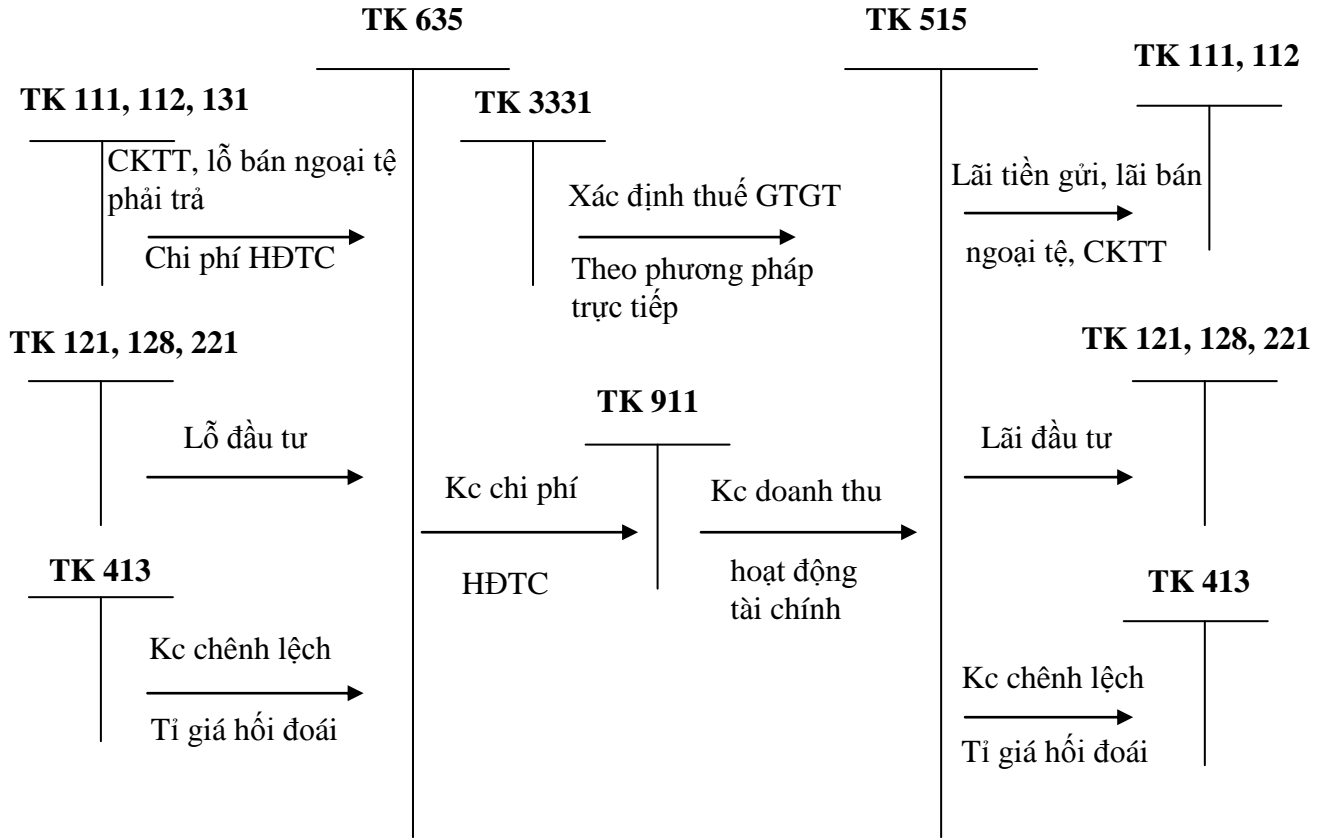 TK 635
TK 515
TK 111, 112
TK 111, 112, 131
TK 3331
CKTT, lỗ bán ngoại tệ
phải trả
Chi phí HĐTC
Xác định thuế GTGT
Theo phương pháp
trực tiếp
Lãi tiền gửi, lãi bán
ngoại tệ, CKTT
TK 121, 128, 221
TK 121, 128, 221
TK 911
Lỗ đầu tư
Lãi đầu tư
Kc chi phí
HĐTC
Kc doanh thu
hoạt động
tài chính
TK 413
TK 413
Kc chênh lệch
Tỉ giá hối đoái
Kc chênh lệch
Tỉ giá hối đoái